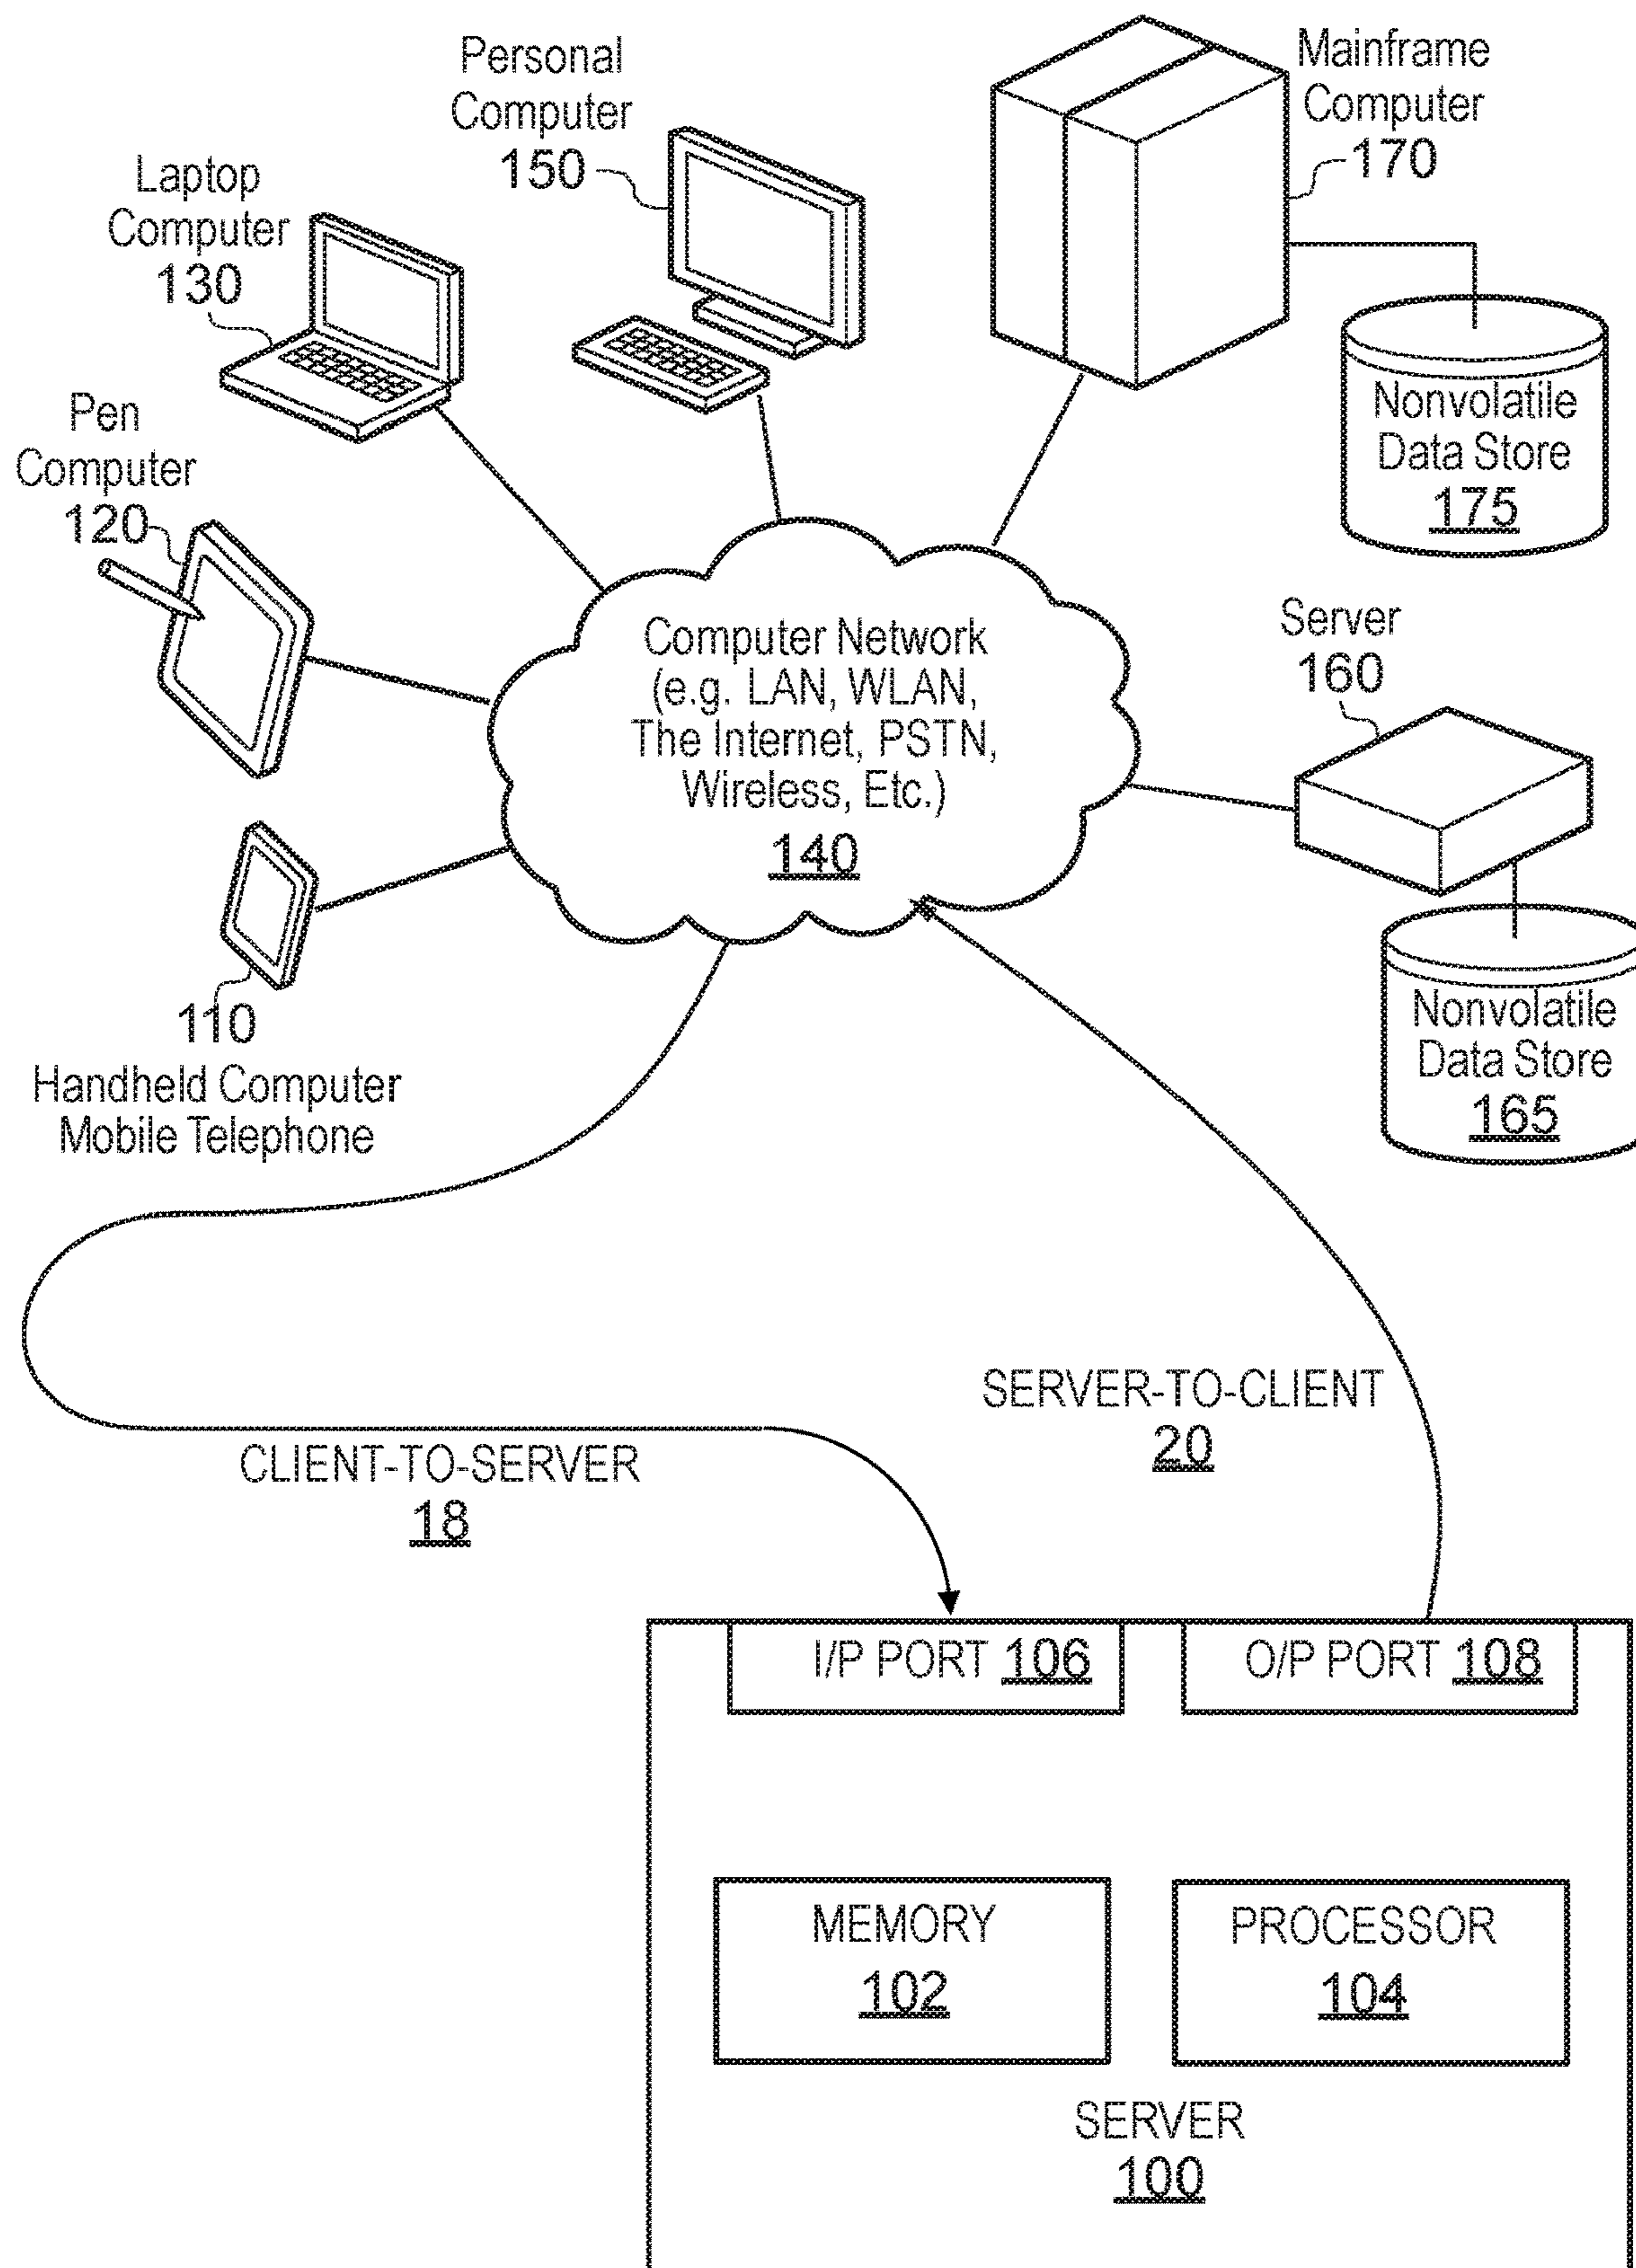 Personal
Computer
150
Mainframe
Computer
170
Laptop
Computer
130
Nonvolatile
Data Store
175
Pen
Computer
120
Computer Network
(e.g. LAN, WLAN,
The Internet, PSTN,
Wireless, Etc.)
140
Server
160
110
Handheld Computer
Mobile Telephone
Nonvolatile
Data Store
165
SERVER-TO-CLIENT
20
CLIENT-TO-SERVER
18
I/P PORT 106
O/P PORT 108
MEMORY
102
PROCESSOR
104
SERVER
100